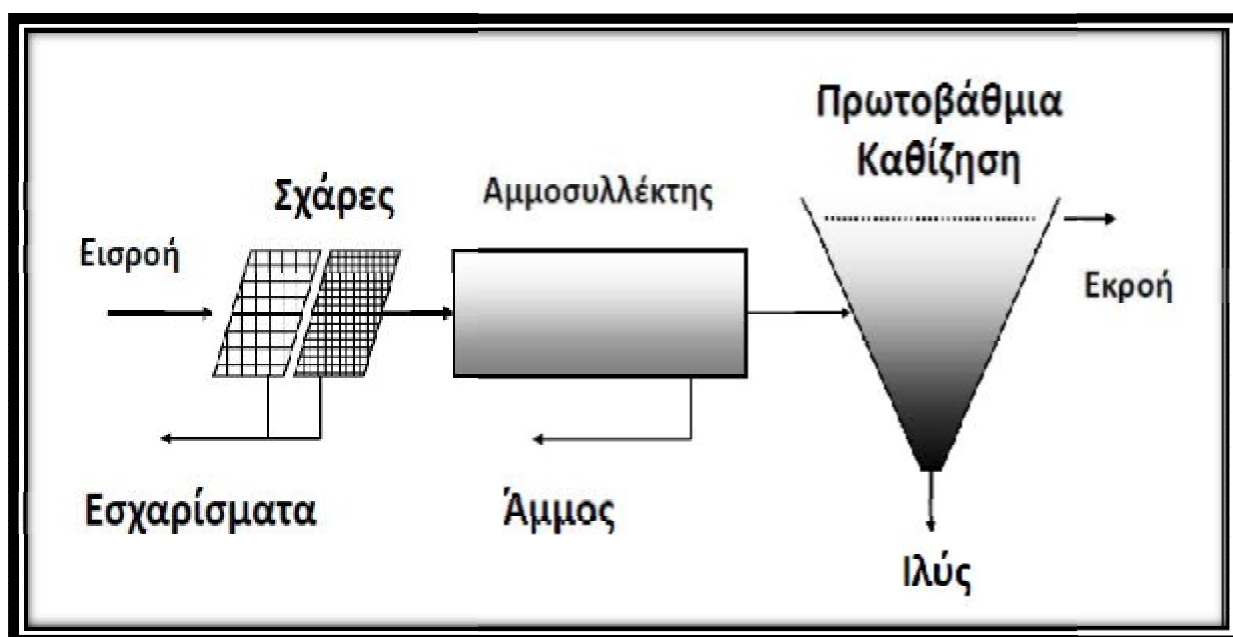 Πρωτοβάθμια
Καθίζηση
Σχάρες
Αμμοσυλλέκτης
Εισροή
Εκροή
Εσχαρίσματα
Άμμος
Ιλύς